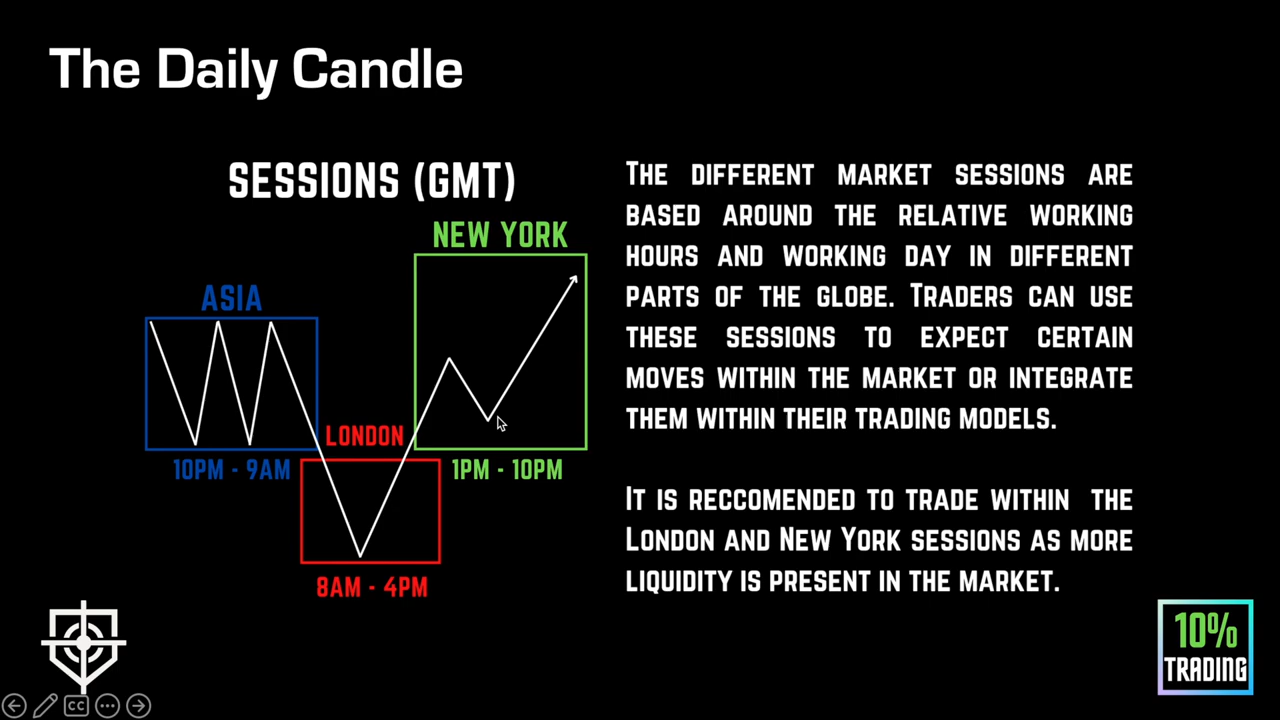 The Daily Candle
SESSIONS (GMT)
NEW YORK
ASIA
LONDON
10PM - 9AM
1PM - 10PM
8AM - 4PM
THE DIFFERENT MARKET SESSIONS ARE
BASED AROUND THE RELATIVE WORKING
HOURS AND WORKING DAY IN DIFFERENT
PARTS OF THE GLOBE. TRADERS CAN USE
THESE SESSIONS TO EXPECT CERTAIN
MOVES WITHIN THE MARKET OR INTEGRATE
THEM WITHIN THEIR TRADING MODELS.
IT IS RECCOMENDED TO TRADE WITHIN THE
LONDON AND NEW YORK SESSIONS AS MORE
LIQUIDITY IS PRESENT IN THE MARKET.
10%
TRADING
CC